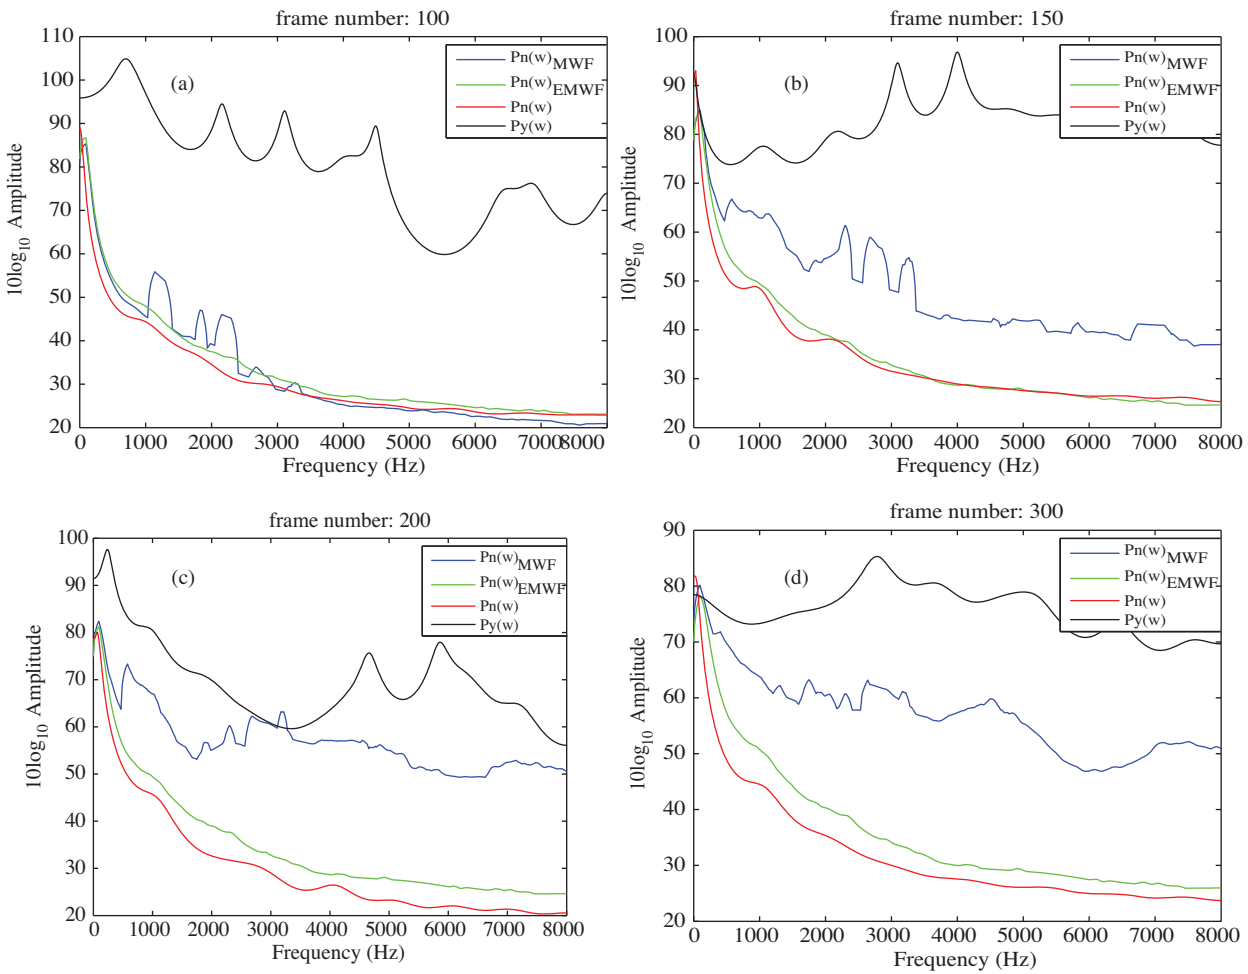 frame number: 100
110
100
90
80
70
60
50
40
30
20
10log10 Amplitude
(a)
Pn(w)MWF
Pn(w)EMWF
Pn(w)
Py(w)
0 1000 2000 3000 4000 5000 6000 7000 8000
Frequency (Hz)
frame number: 150
100
90
80
70
60
50
40
30
20
10log10 Amplitude
(b)
Pn(w)MWF
Pn(w)EMWF
Pn(w)
Py(w)
0 1000 2000 3000 4000 5000 6000 7000 8000
Frequency (Hz)
frame number: 200
100
90
80
70
60
50
40
30
20
10log10 Amplitude
(c)
Pn(w)MWF
Pn(w)EMWF
Pn(w)
Py(w)
0 1000 2000 3000 4000 5000 6000 7000 8000
Frequency (Hz)
frame number: 300
90
80
70
60
50
40
30
20
10log10 Amplitude
(d)
Pn(w)MWF
Pn(w)EMWF
Pn(w)
Py(w)
0 1000 2000 3000 4000 5000 6000 7000 8000
Frequency (Hz)